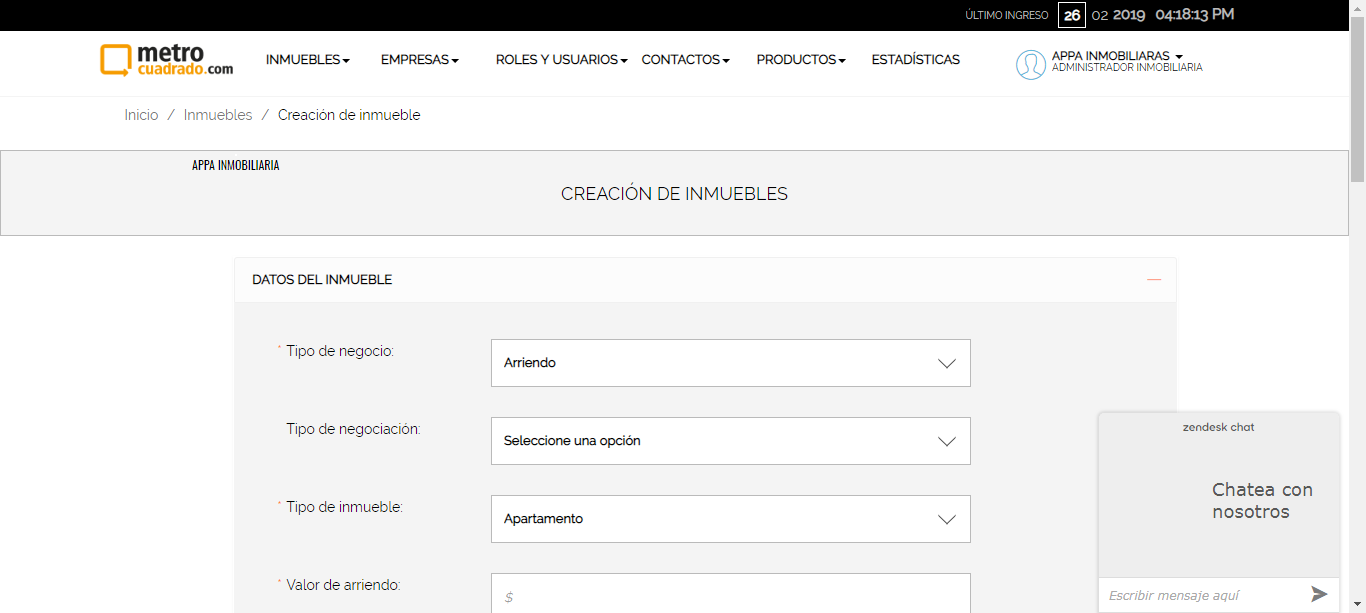 ÚLTIMO INGRESO 26 02 2019 04:18:13 PM
metro
cuadrado.com
INMUEBLES EMPRESAS ROLES Y USUARIOS CONTACTOS PRODUCTOS ESTADÍSTICAS
APPA INMOBILIARAS
ADMINISTRADOR INMOBILIARIA
Inicio / Inmuebles / Creación de inmueble
APPA INMOBILIARIA
CREACIÓN DE INMUEBLES
DATOS DEL INMUEBLE
* Tipo de negocio: Arriendo
Tipo de negociación: Seleccione una opción
* Tipo de inmueble: Apartamento
* Valor de arriendo: $
zendesk chat
Chatea con
nosotros
Escribir mensaje aquí